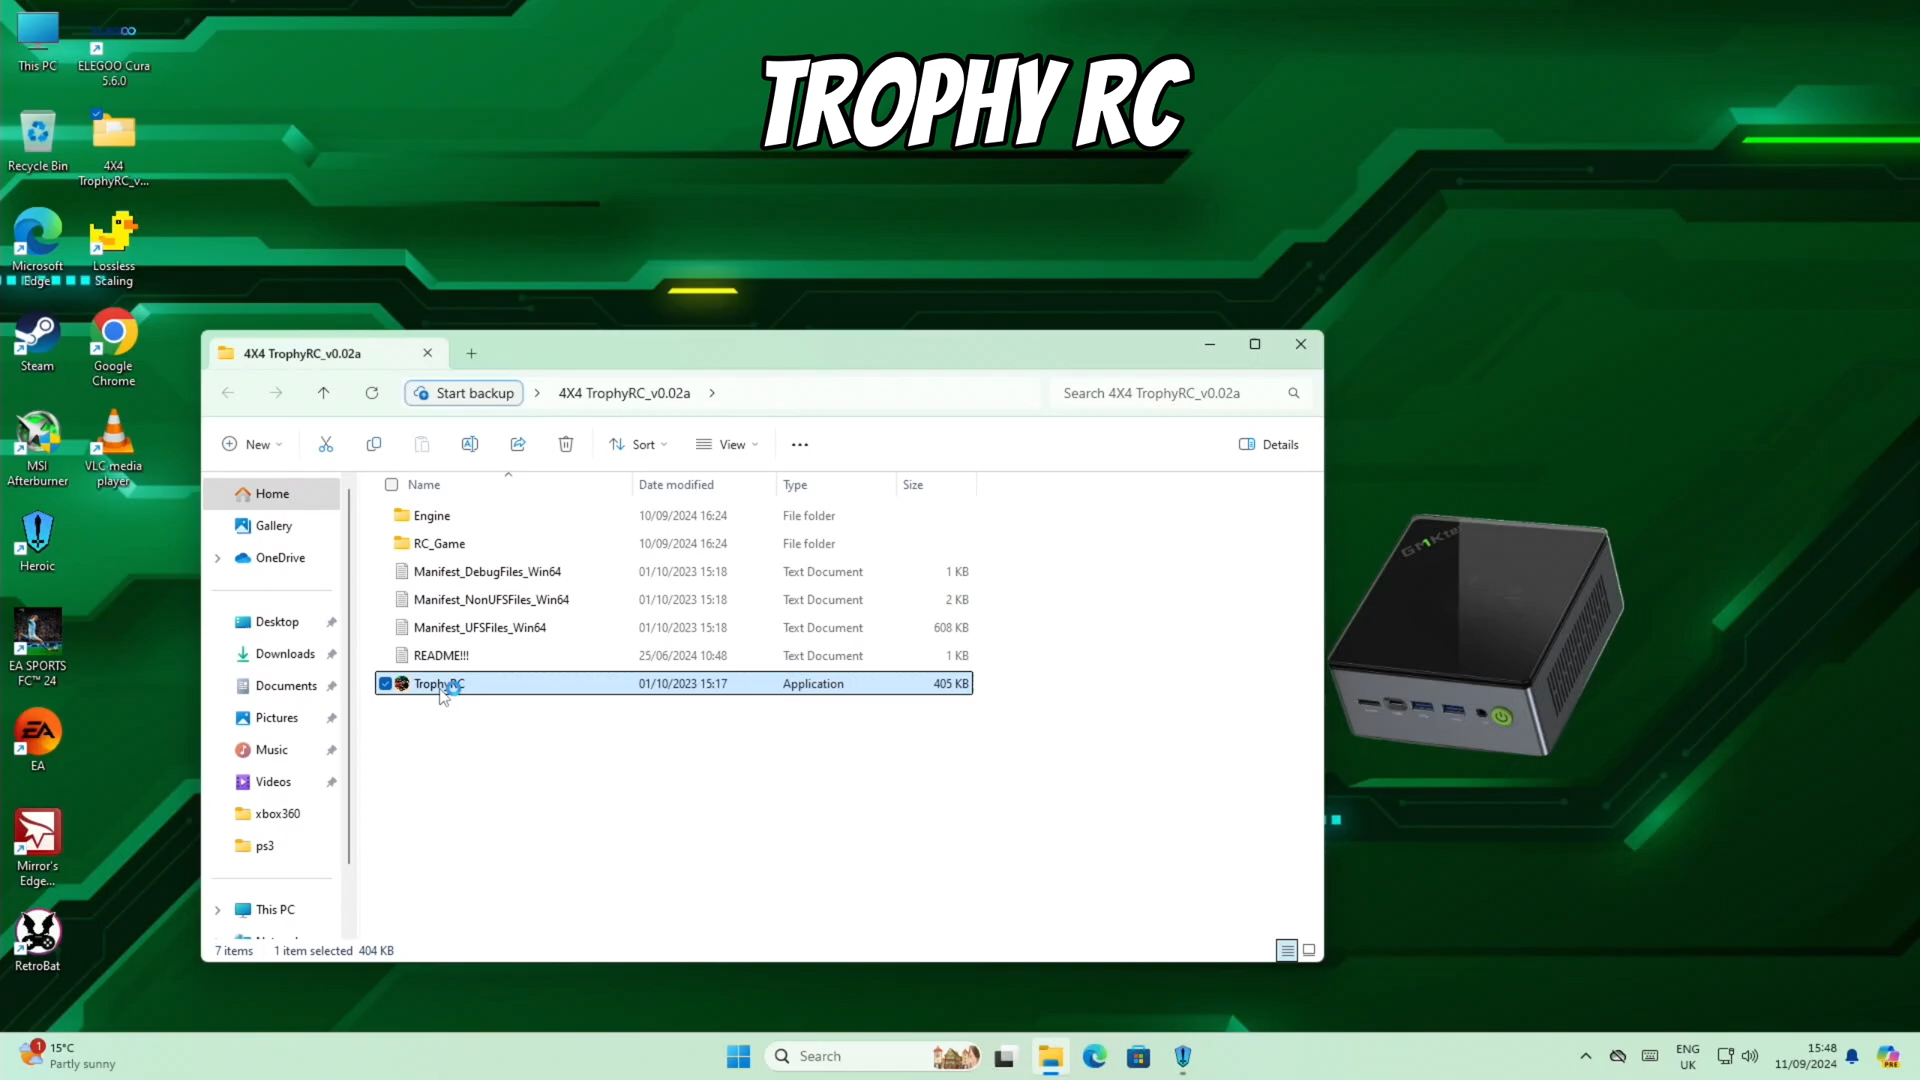 TROPHY RC
This PC
ELEGOO Cura
5.6.0
Recycle Bin
4X4
TrophyRC_v...
Microsoft
Edge
Lossless
Scaling
Steam
Google
Chrome
MSI
Afterburner
VLC media
player
Heroic
EA SPORTS
FC™ 24
EA
Mirror's
Edge...
RetroBat
4X4 TrophyRC_v0.02a
Start backup
4X4 TrophyRC_v0.02a
Search 4X4 TrophyRC_v0.02a
New
Sort
View
Details
Name Date modified Type Size
Engine 10/09/2024 16:24 File folder
RC_Game 10/09/2024 16:24 File folder
Manifest_DebugFiles_Win64 01/10/2023 15:18 Text Document 1 KB
Manifest_NonUFSFiles_Win64 01/10/2023 15:18 Text Document 2 KB
Manifest_UFSFiles_Win64 01/10/2023 15:18 Text Document 608 KB
README!!! 25/06/2024 10:48 Text Document 1 KB
TrophyRC 01/10/2023 15:17 Application 405 KB
Home
Gallery
OneDrive
Desktop
Downloads
Documents
Pictures
Music
Videos
xbox360
ps3
This PC
7 items 1 item selected 404 KB
GMKtec
1
15°C
Partly sunny
Search
ENG
UK
15:48
11/09/2024
PRE